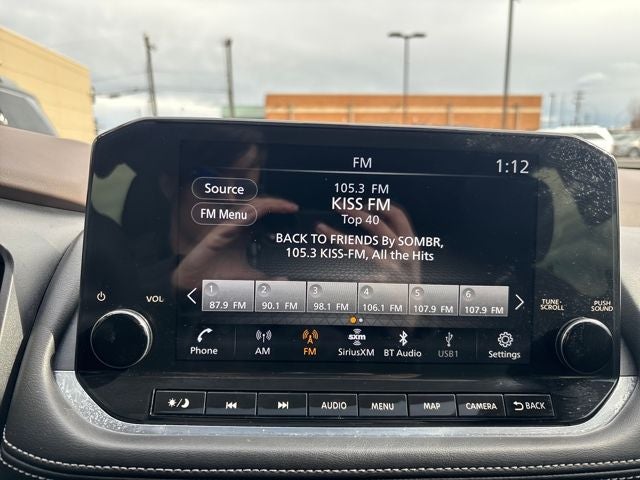 FM
1:12
Source
105.3 FM
KISS FM
FM Menu
Top 40
BACK TO FRIENDS By SOMBR,
105.3 KISS-FM, All the Hits
1 2 3 4 5 6
87.9 FM 90.1 FM 98.1 FM 106.1 FM 107.9 FM 107.9 FM
Phone AM FM sxm SiriusXM BT Audio USB1 Settings
VOL
TUNE·SCROLL
PUSH SOUND
AUDIO MENU MAP CAMERA BACK